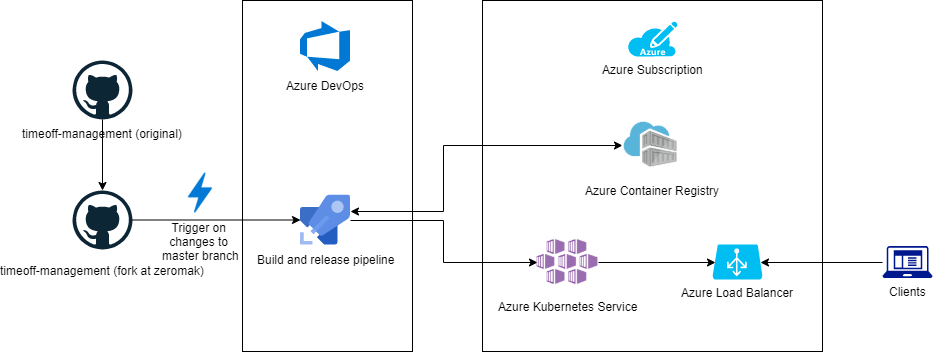 Azure DevOps
Azure
Azure Subscription
timeoff-management (original)
Azure Container Registry
Trigger on
changes to
master branch
timeoff-management (fork at zeromak)
Build and release pipeline
Azure Kubernetes Service
Azure Load Balancer
Clients